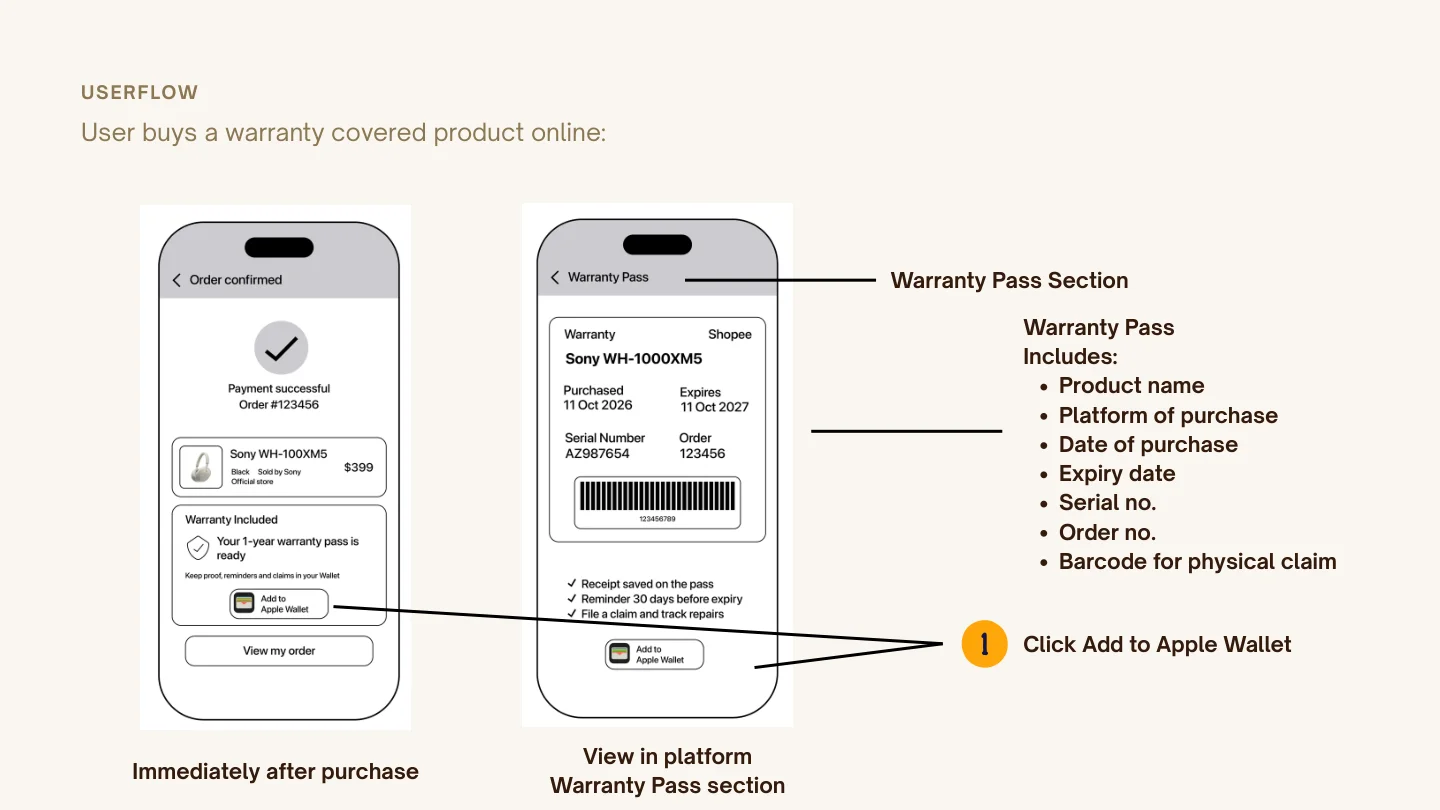 USERFLOW
User buys a warranty covered product online:
Order confirmed
Payment successful
Order #123456
Sony WH-100XM5
$399
Black Sold by Sony
Official store
Warranty Included
Your 1-year warranty pass is
ready
Keep proof, reminders and claims in your Wallet
Add to
Apple Wallet
View my order
Immediately after purchase
Warranty Pass
Warranty Shopee
Sony WH-1000XM5
Purchased Expires
11 Oct 2026 11 Oct 2027
Serial Number Order
AZ987654 123456
123456789
Receipt saved on the pass
Reminder 30 days before expiry
File a claim and track repairs
Add to
Apple Wallet
View in platform
Warranty Pass section
Warranty Pass Section
Warranty Pass
Includes:
• Product name
• Platform of purchase
• Date of purchase
• Expiry date
• Serial no.
• Order no.
• Barcode for physical claim
1 Click Add to Apple Wallet